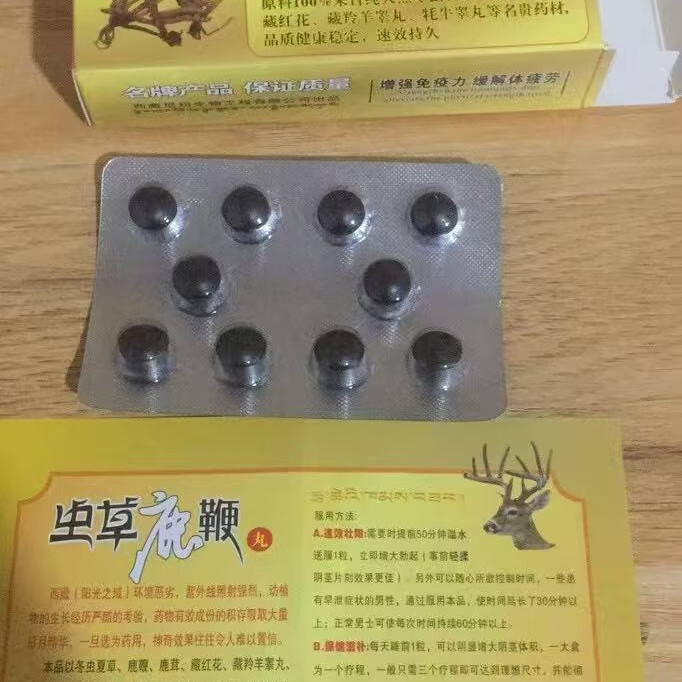 原料100%
藏红花、藏羚羊睾丸、牦牛睾丸等名贵药材,
品质健康稳定，速效持久
名牌产品 保证质量
增强免疫力 缓解体疲劳
虫草鹿鞭丸
西藏（阳光之域）环境恶劣，紫外线照射强烈，动植
物的生长经历严酷的考验，药物有效成份的积存吸取大量
日月精华，一旦选为药用，神奇效果往往令人难以置信。
本品以冬虫夏草、鹿鞭、鹿茸、藏红花、藏羚羊睾丸、
服用方法:
A.速效壮阳:需要时提前50分钟温水
送服1粒，立即增大勃起（事前轻揉
阴茎片刻效果更佳）。另外可以随心所欲控制时间，一些患
有早泄症状的男性，通过服用本品，使时间延长了30分钟以
上；正常男士可使每次时间持续60分钟以上。
B.保健滋补:每天睡前1粒，可以明显增大阴茎体积，一大盒
为一个疗程，一般只需三个疗程即可达到理想尺寸，并能彻